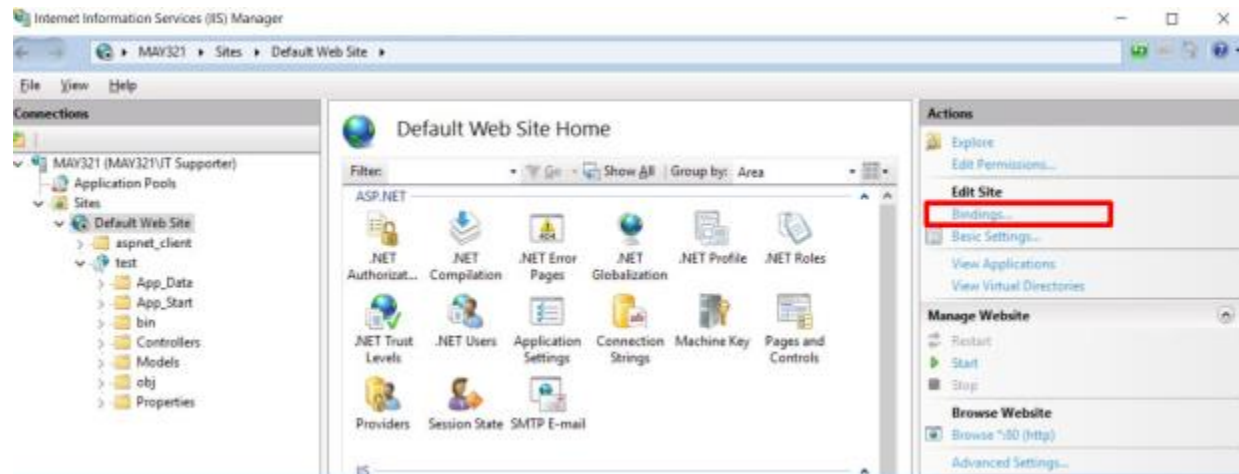 Internet Information Services (IIS) Manager
MAY321 Sites Default Web Site
File View Help
Connections
MAY321 (MAY321\IT Supporter)
Application Pools
Sites
Default Web Site
aspnet_client
test
App_Data
App_Start
bin
Controllers
Models
obj
Properties
Default Web Site Home
Filter: Go Show All Group by: Area
ASP.NET
.NET Authorizat...
.NET Compilation
.NET Error Pages
.NET Globalization
.NET Profile
.NET Roles
.NET Trust Levels
.NET Users
Application Settings
Connection Strings
Machine Key
Pages and Controls
Providers
Session State
SMTP E-mail
IIS
Actions
Explore
Edit Permissions...
Edit Site
Bindings...
Basic Settings...
View Applications
View Virtual Directories
Manage Website
Restart
Start
Stop
Browse Website
Browse *:80 (http)
Advanced Settings...